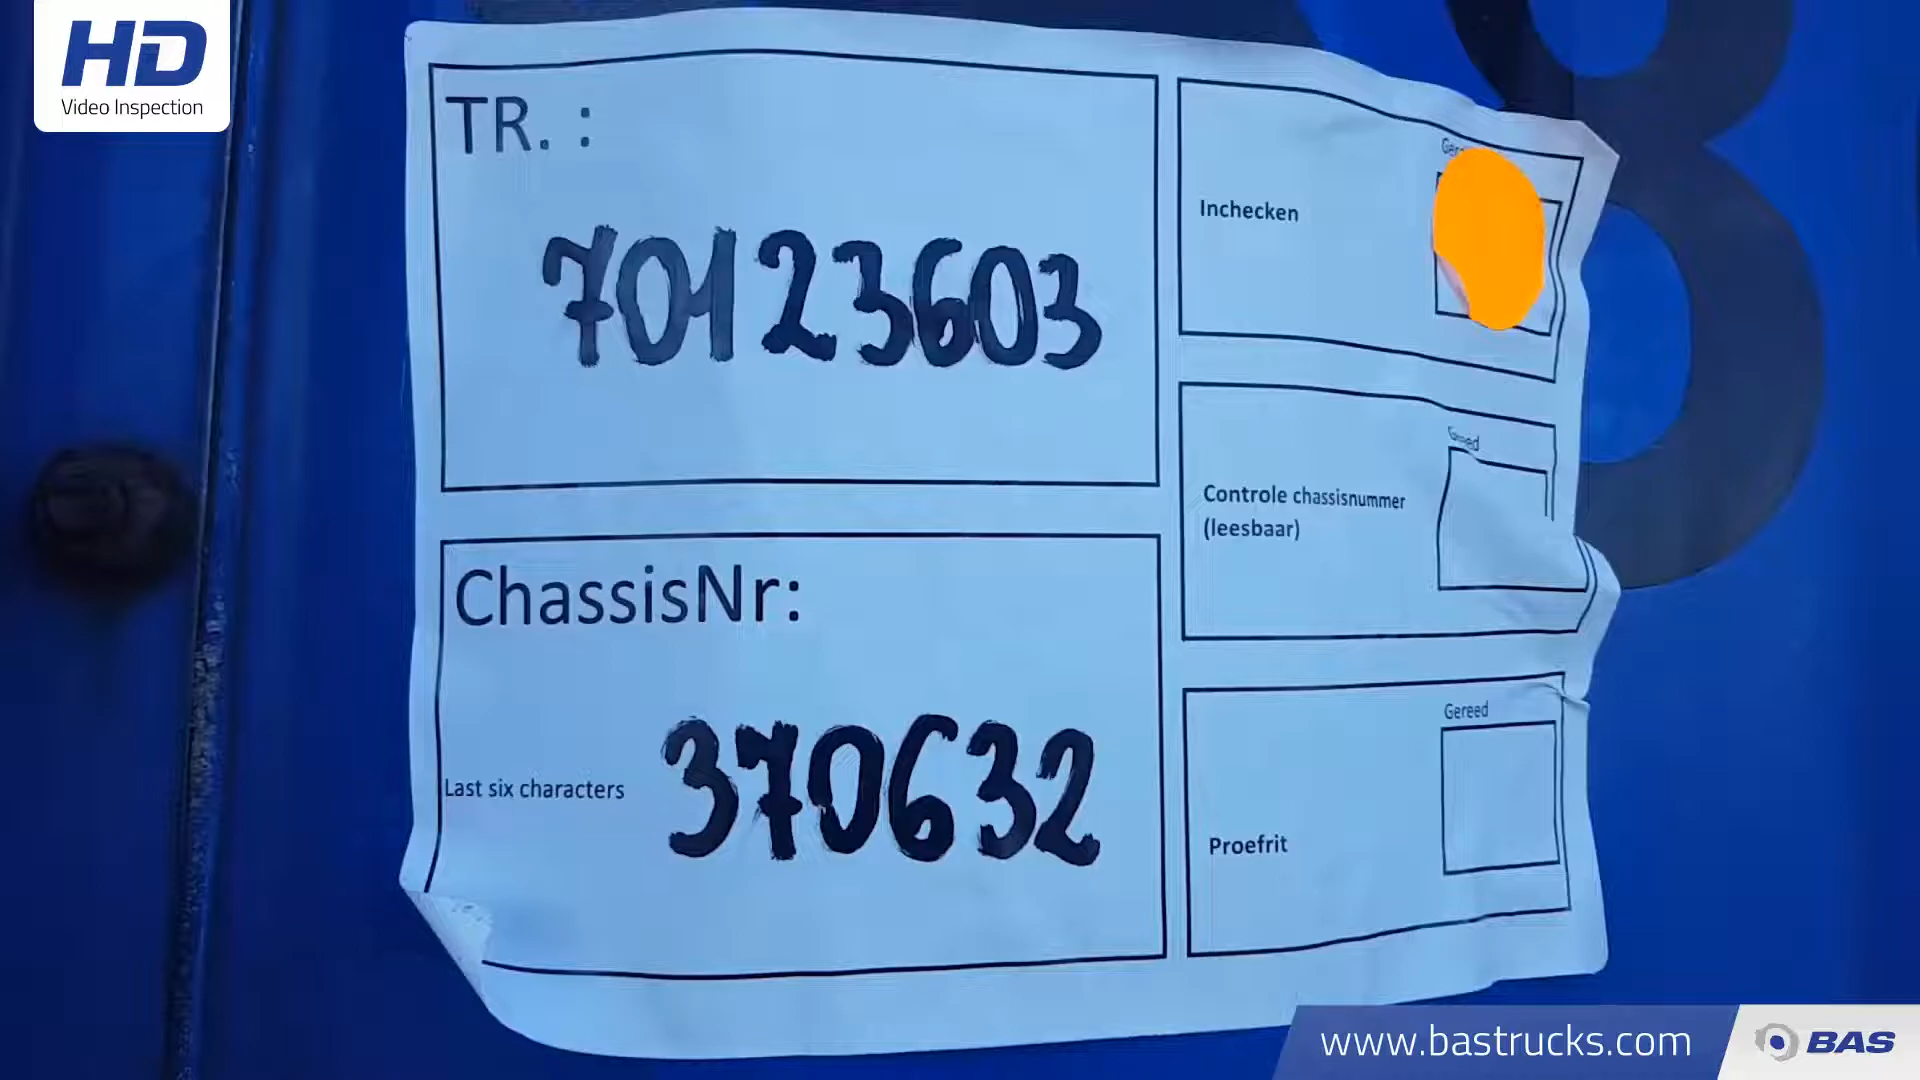 HD
Video Inspection
TR. :
70123603
ChassisNr:
Last six characters
370632
Inchecken
Controle chassisnummer
(leesbaar)
Gereed
Proefrit
Gereed
www.bastrucks.com
BAS